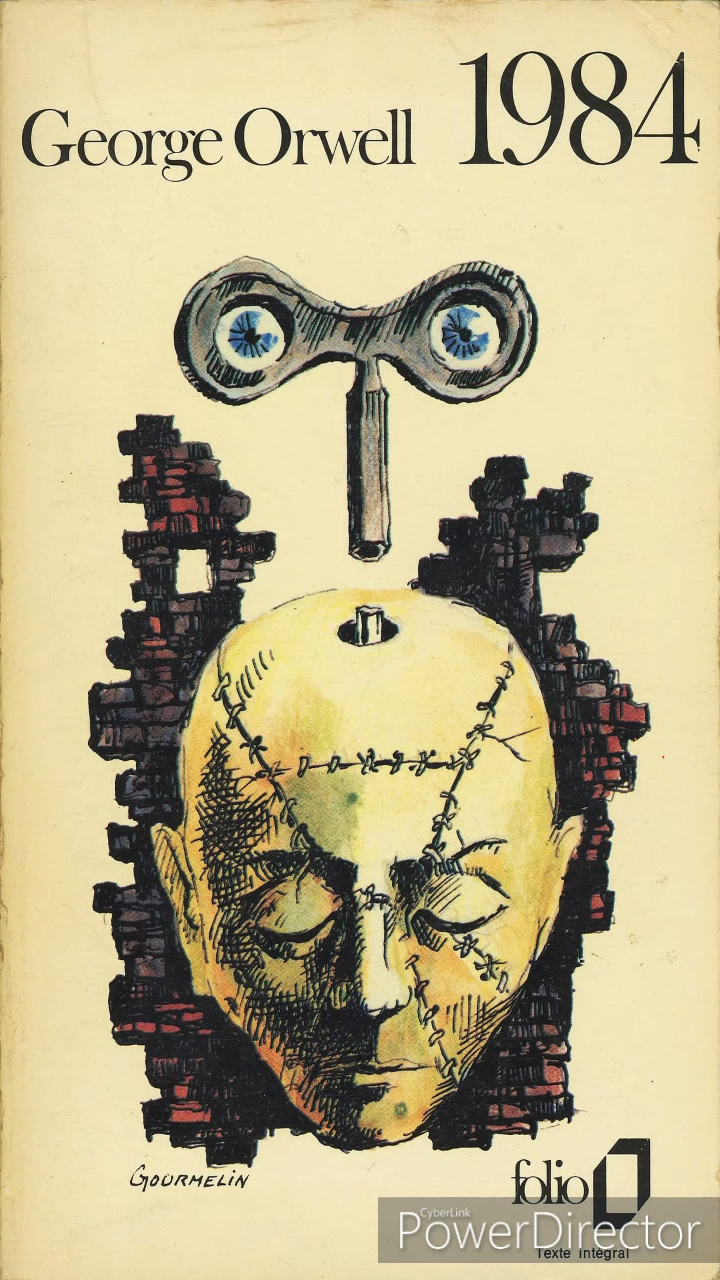 George Orwell 1984
GOURMELIN
folio
CyberLink
PowerDirector
Texte intégral